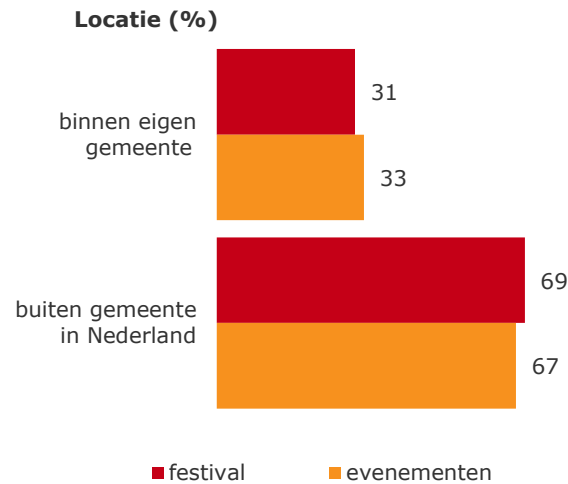 Locatie (%)
binnen eigen
gemeente
31
33
buiten gemeente
in Nederland
69
67
festival
evenementen